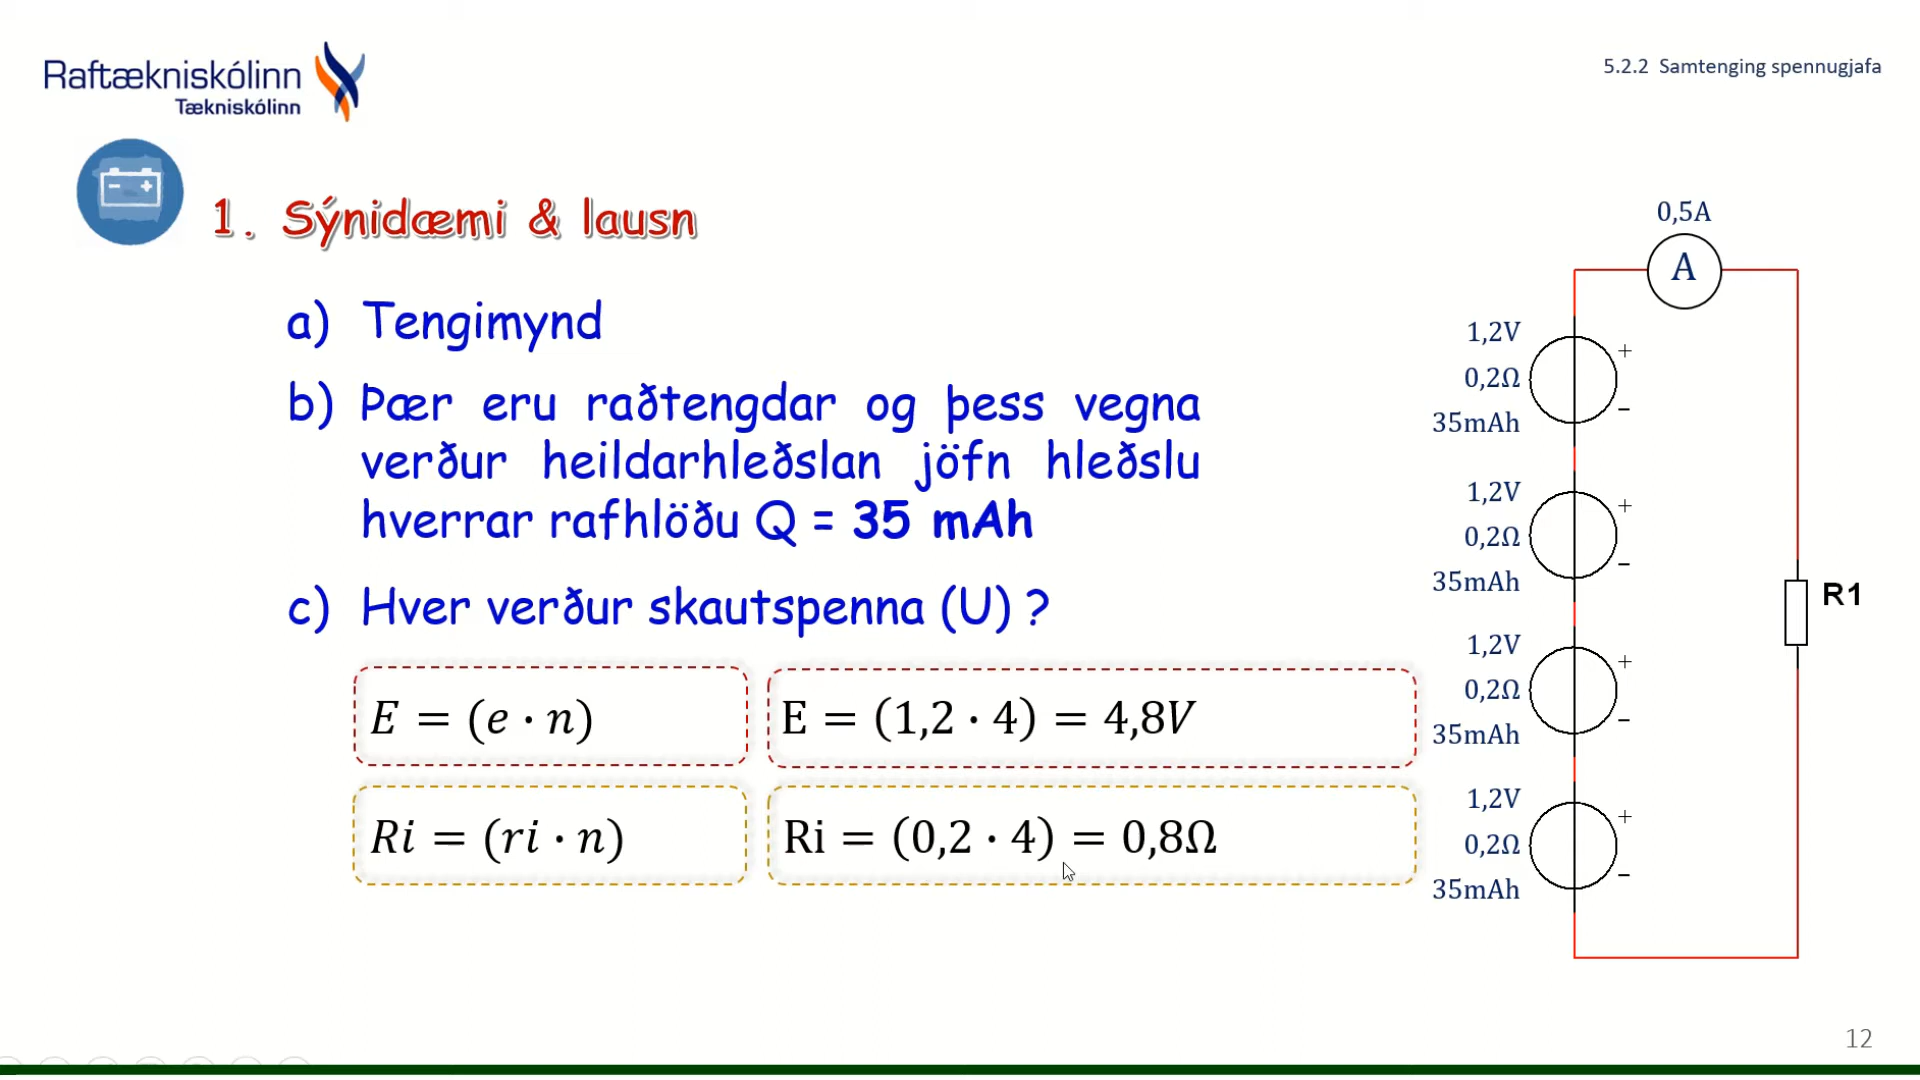 Raftækniskólinn
Tækniskólinn
5.2.2 Samtenging spennugjafa
1. Sýnidæmi & lausn
a) Tengimynd
b) Þær eru raðtengdar og þess vegna
verður heildarhleðslan jöfn hleðslu
hverrar rafhlöðu Q = 35 mAh
c) Hver verður skautspenna (U) ?
E = (e · n)
E = (1,2 · 4) = 4,8V
Ri = (ri · n)
Ri = (0,2 · 4) = 0,8Ω
0,5A
A
1,2V
+
0,2Ω
−
35mAh
1,2V
+
0,2Ω
−
35mAh
1,2V
+
0,2Ω
−
35mAh
1,2V
+
0,2Ω
−
35mAh
R1
12